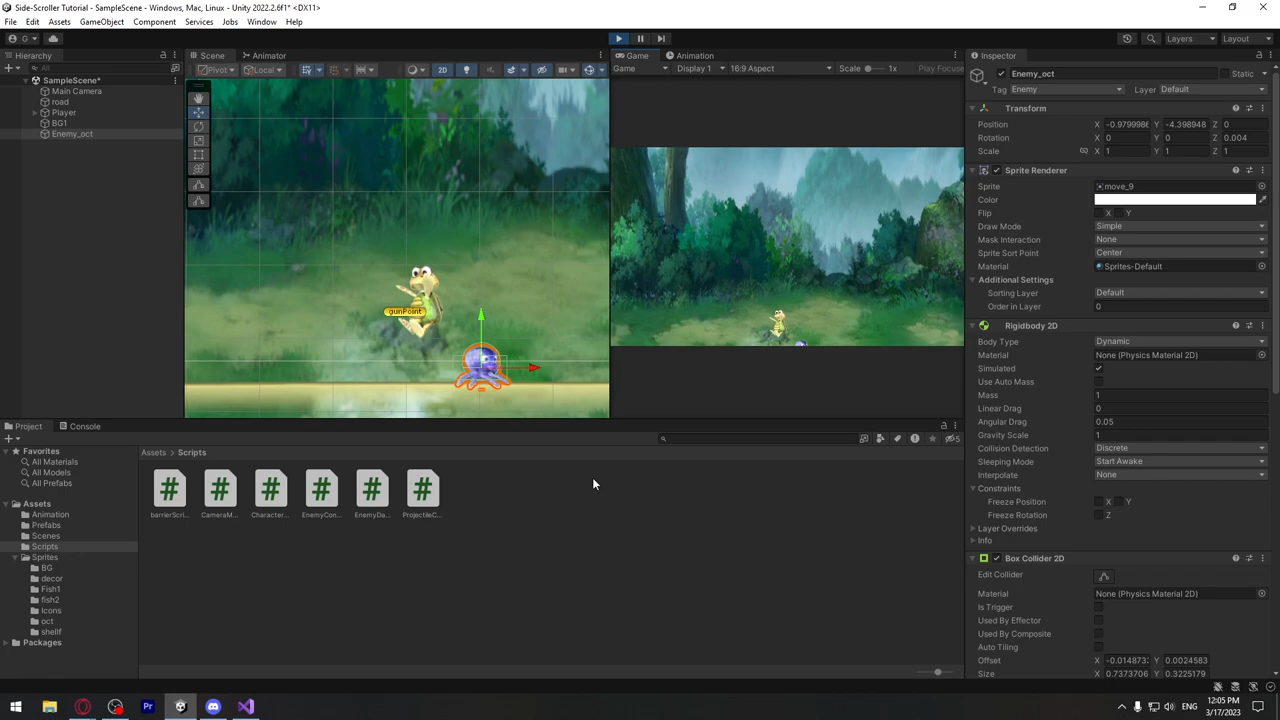 Side-Scroller Tutorial - SampleScene - Windows, Mac, Linux - Unity 2022.2.6f1* <DX11>
File Edit Assets GameObject Component Services Jobs Window Help
G Layers Layout
Hierarchy
All
SampleScene*
Main Camera
road
Player
BG1
Enemy_oct
Scene Animator
Pivot Local 2D
gunPoint
Game Animation
Game Display 1 16:9 Aspect Scale 1x Play Focuse
Inspector
Enemy_oct Static
Tag Enemy Layer Default
Transform
Position X -0.979998 Y -4.398948 Z 0
Rotation X 0 Y 0 Z 0.004
Scale X 1 Y 1 Z 1
Sprite Renderer
Sprite move_9
Color
Flip X Y
Draw Mode Simple
Mask Interaction None
Sprite Sort Point Center
Material Sprites-Default
Additional Settings
Sorting Layer Default
Order in Layer 0
Rigidbody 2D
Body Type Dynamic
Material None (Physics Material 2D)
Simulated
Use Auto Mass
Mass 1
Linear Drag 0
Angular Drag 0.05
Gravity Scale 1
Collision Detection Discrete
Sleeping Mode Start Awake
Interpolate None
Constraints
Freeze Position X Y
Freeze Rotation Z
Layer Overrides
Info
Box Collider 2D
Edit Collider
Material None (Physics Material 2D)
Is Trigger
Used By Effector
Used By Composite
Auto Tiling
Offset X -0.014873 Y 0.0024583
Size X 0.7373706 Y 0.3225179
Project Console
5
Favorites
All Materials
All Models
All Prefabs
Assets
Animation
Prefabs
Scenes
Scripts
Sprites
BG
decor
Fish1
fish2
Icons
oct
shellf
Packages
Assets > Scripts
barrierScri... CameraM... Character... EnemyCon... EnemyDa... ProjectileC...
ENG
12:05 PM
3/17/2023